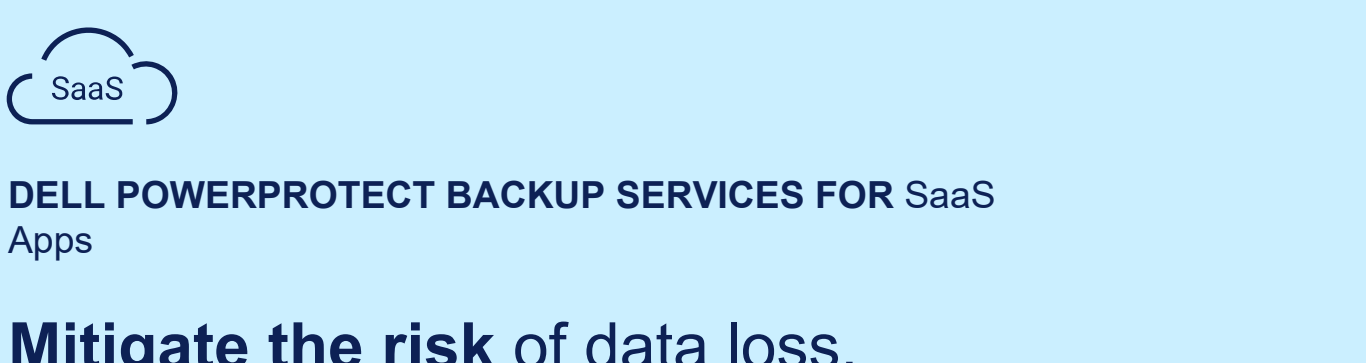 SaaS
DELL POWERPROTECT BACKUP SERVICES FOR SaaS
Apps
Mitigate the risk of data loss.